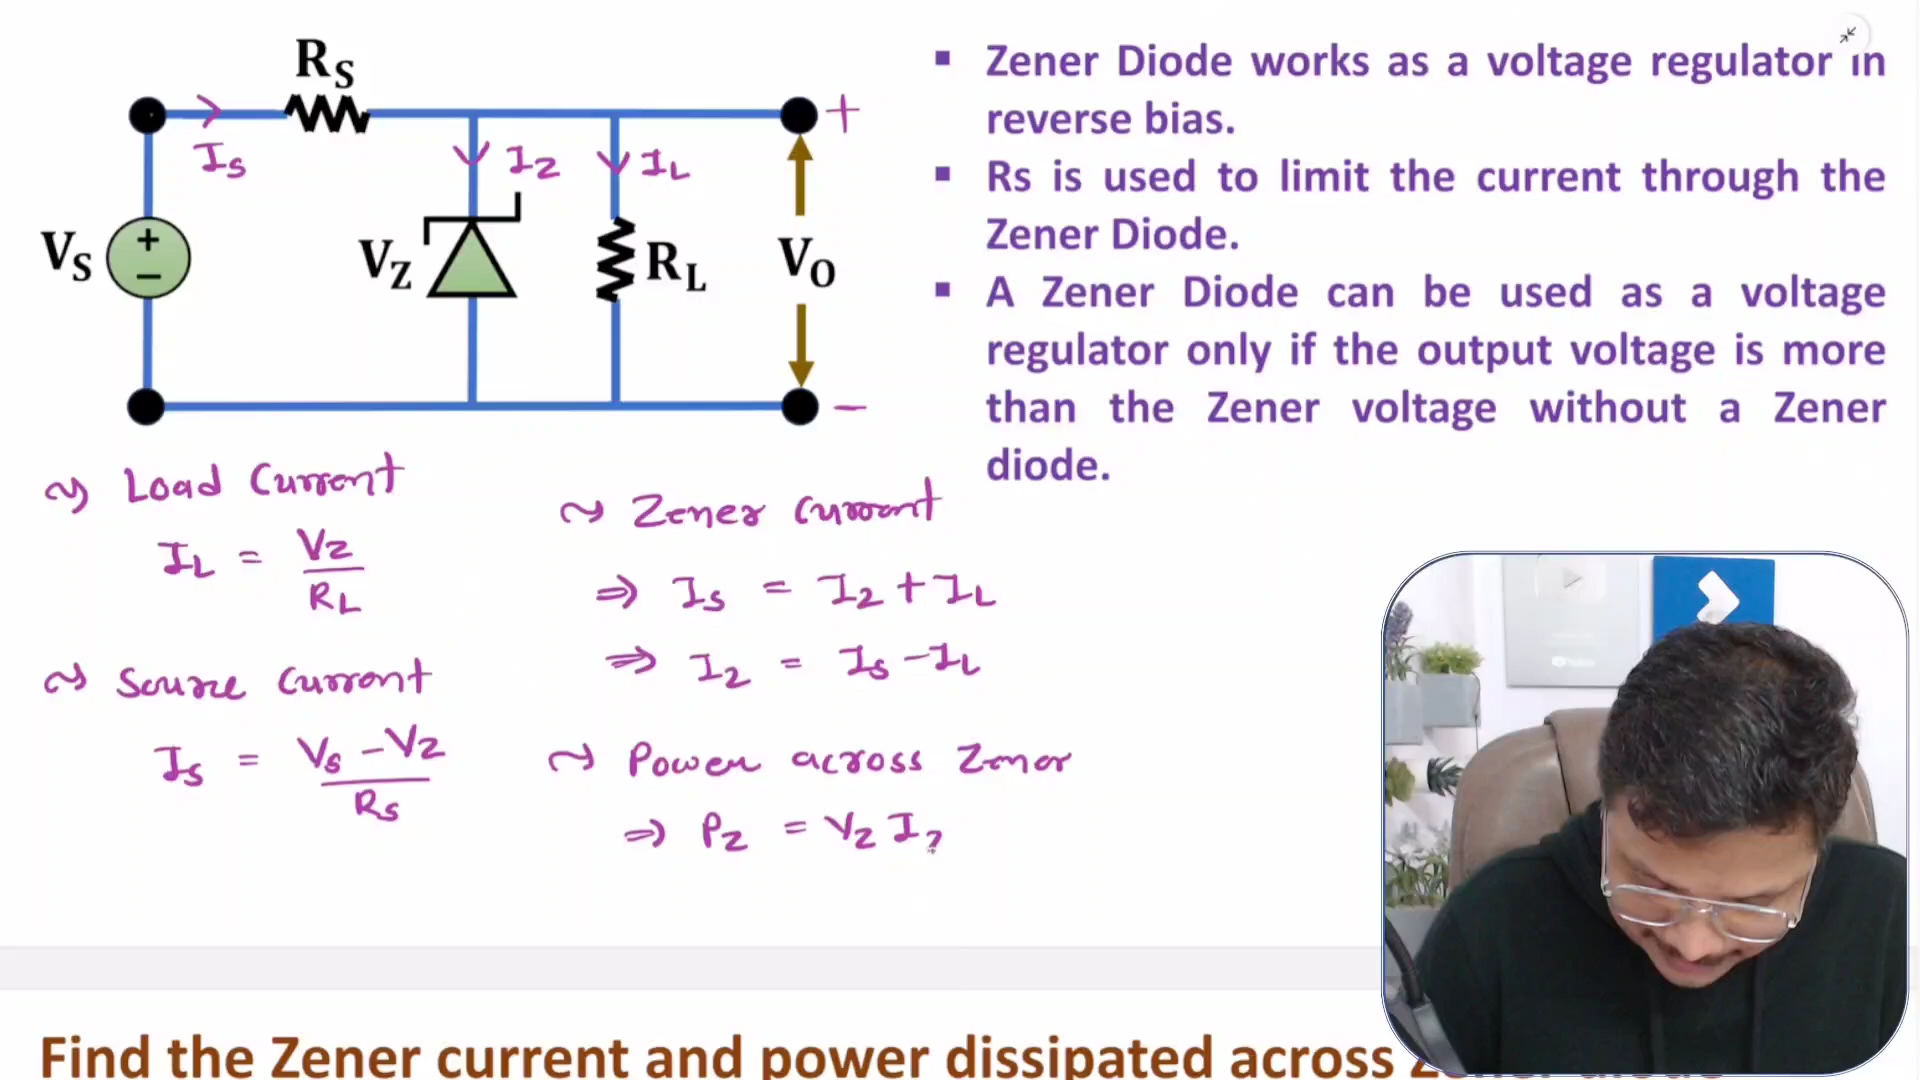 RS
IS
IZ
IL
+
VS
+
−
VZ
RL
VO
−
▪ Zener Diode works as a voltage regulator in
reverse bias.
▪ Rs is used to limit the current through the
Zener Diode.
▪ A Zener Diode can be used as a voltage
regulator only if the output voltage is more
than the Zener voltage without a Zener
diode.
Load Current
IL = VZ / RL
Source Current
IS = VS - VZ / RS
Zener Current
⇒ IS = IZ + IL
⇒ IZ = IS - IL
Power across Zener
⇒ PZ = VZ IZ
Find the Zener current and power dissipated across